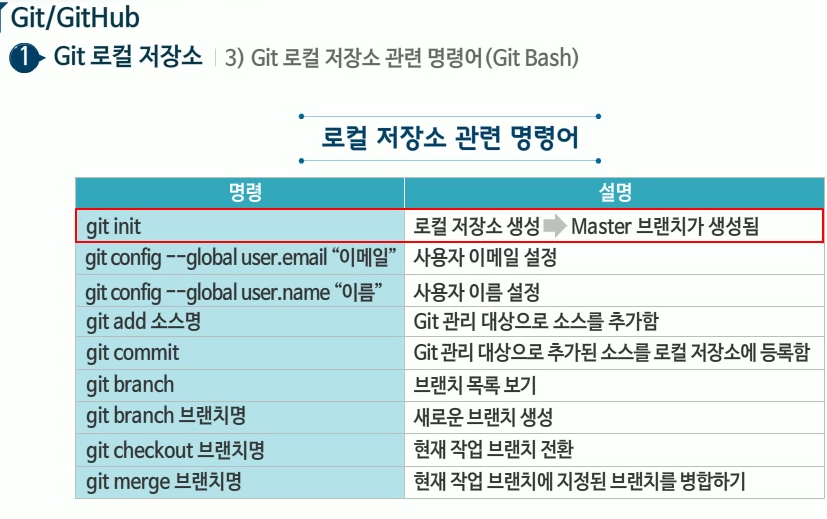 Git/GitHub
1 Git 로컬 저장소 | 3) Git 로컬 저장소 관련 명령어(Git Bash)
로컬 저장소 관련 명령어
명령 설명
git init 로컬 저장소 생성 Master 브랜치가 생성됨
git config --global user.email “이메일” 사용자 이메일 설정
git config --global user.name “이름” 사용자 이름 설정
git add 소스명 Git 관리 대상으로 소스를 추가함
git commit Git 관리 대상으로 추가된 소스를 로컬 저장소에 등록함
git branch 브랜치 목록 보기
git branch 브랜치명 새로운 브랜치 생성
git checkout 브랜치명 현재 작업 브랜치 전환
git merge 브랜치명 현재 작업 브랜치에 지정된 브랜치를 병합하기